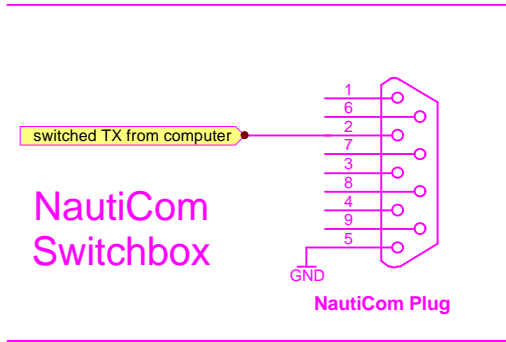 1
6
switched TX from computer
2
7
3
NautiCom
Switchbox
8
4
9
5
GND
NautiCom Plug